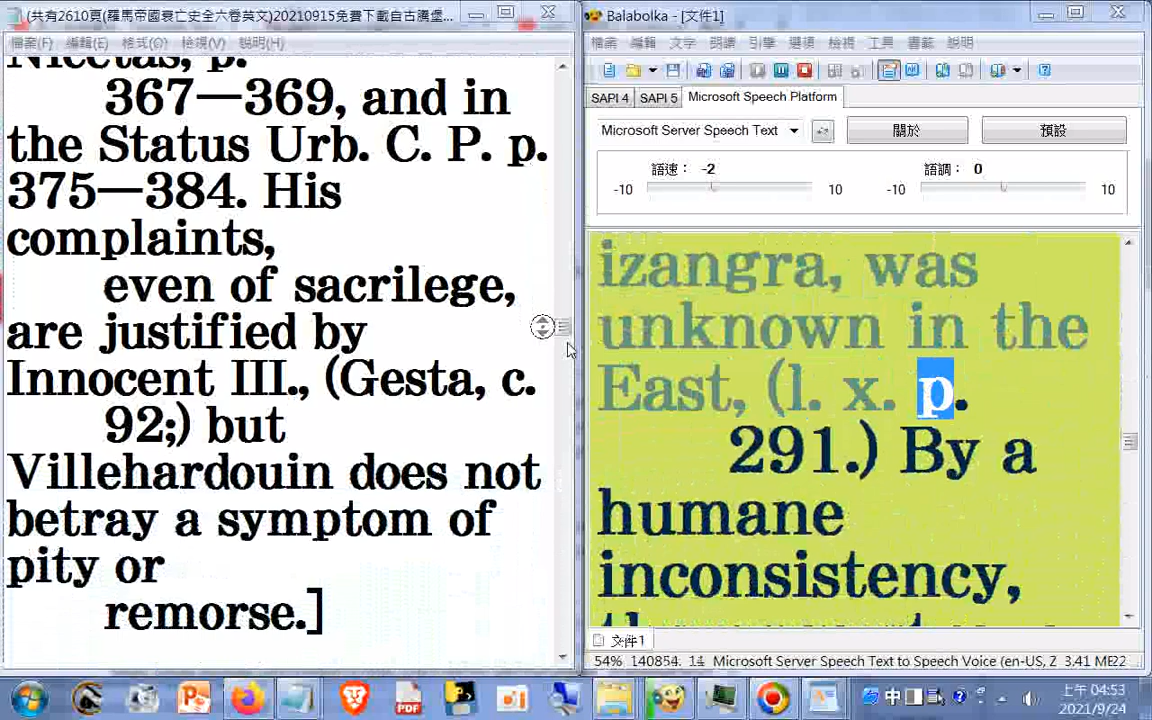 (共有2610頁(羅馬帝國衰亡史全六卷英文)20210915免費下載自古騰堡...
檔案(F) 編輯(E) 格式(O) 檢視(V) 說明(H)
Nicetas, p.
367—369, and in
the Status Urb. C. P. p.
375—384. His
complaints,
even of sacrilege,
are justified by
Innocent III., (Gesta, c.
92;) but
Villehardouin does not
betray a symptom of
pity or
remorse.]
Balabolka - [文件1]
檔案 編輯 文字 朗讀 引擎 選項 檢視 工具 書籤 說明
SAPI 4 SAPI 5 Microsoft Speech Platform
Microsoft Server Speech Text 關於 預設
語速： -2 語調： 0
-10 10 -10 10
izangra, was
unknown in the
East, (l. x. p.
291.) By a
humane
inconsistency,
文件1
54% 140854. 14 Microsoft Server Speech Text to Speech Voice (en-US, Z 3.41 ME22
中
上午 04:53
2021/9/24